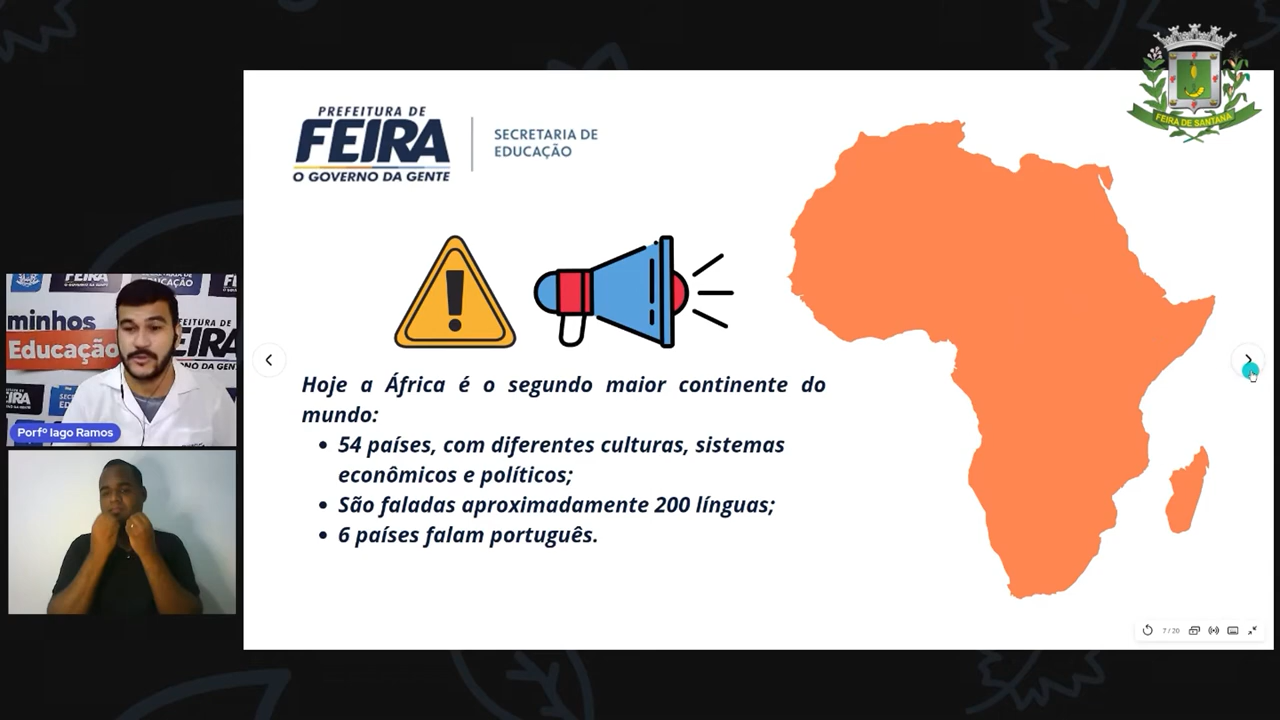 PREFEITURA DE
FEIRA
O GOVERNO DA GENTE
SECRETARIA DE
EDUCAÇÃO
FEIRA DE SANTANA
Hoje a África é o segundo maior continente do
mundo:
54 países, com diferentes culturas, sistemas
econômicos e políticos;
São faladas aproximadamente 200 línguas;
6 países falam português.
7 / 20
minhos
Educação
Porfº Iago Ramos